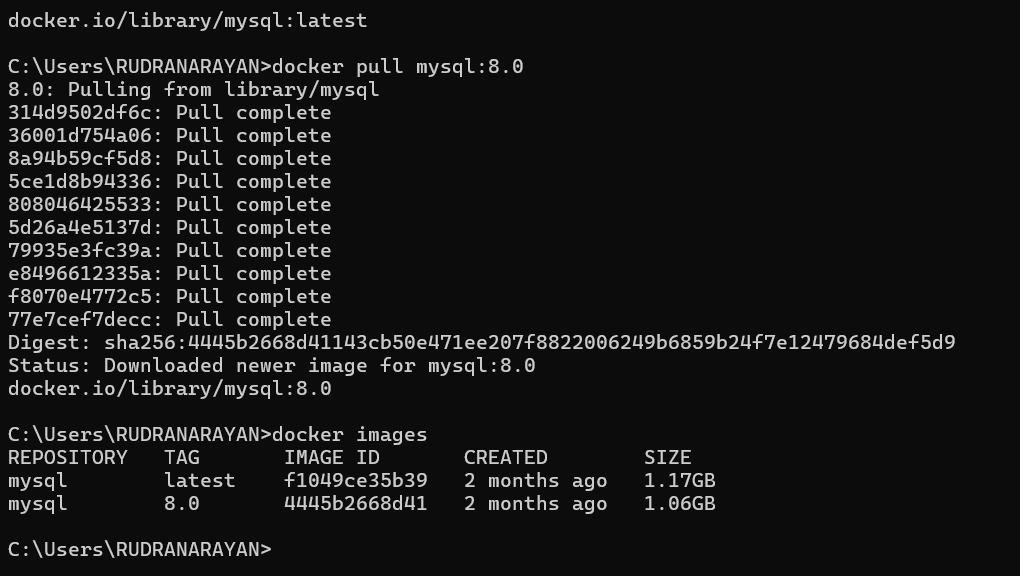 docker.io/library/mysql:latest
C:\Users\RUDRANARAYAN>docker pull mysql:8.0
8.0: Pulling from library/mysql
314d9502df6c: Pull complete
36001d754a06: Pull complete
8a94b59cf5d8: Pull complete
5ce1d8b94336: Pull complete
808046425533: Pull complete
5d26a4e5137d: Pull complete
79935e3fc39a: Pull complete
e8496612335a: Pull complete
f8070e4772c5: Pull complete
77e7cef7decc: Pull complete
Digest: sha256:4445b2668d41143cb50e471ee207f8822006249b6859b24f7e12479684def5d9
Status: Downloaded newer image for mysql:8.0
docker.io/library/mysql:8.0
C:\Users\RUDRANARAYAN>docker images
REPOSITORY   TAG       IMAGE ID       CREATED        SIZE
mysql        latest    f1049ce35b39   2 months ago   1.17GB
mysql        8.0       4445b2668d41   2 months ago   1.06GB
C:\Users\RUDRANARAYAN>